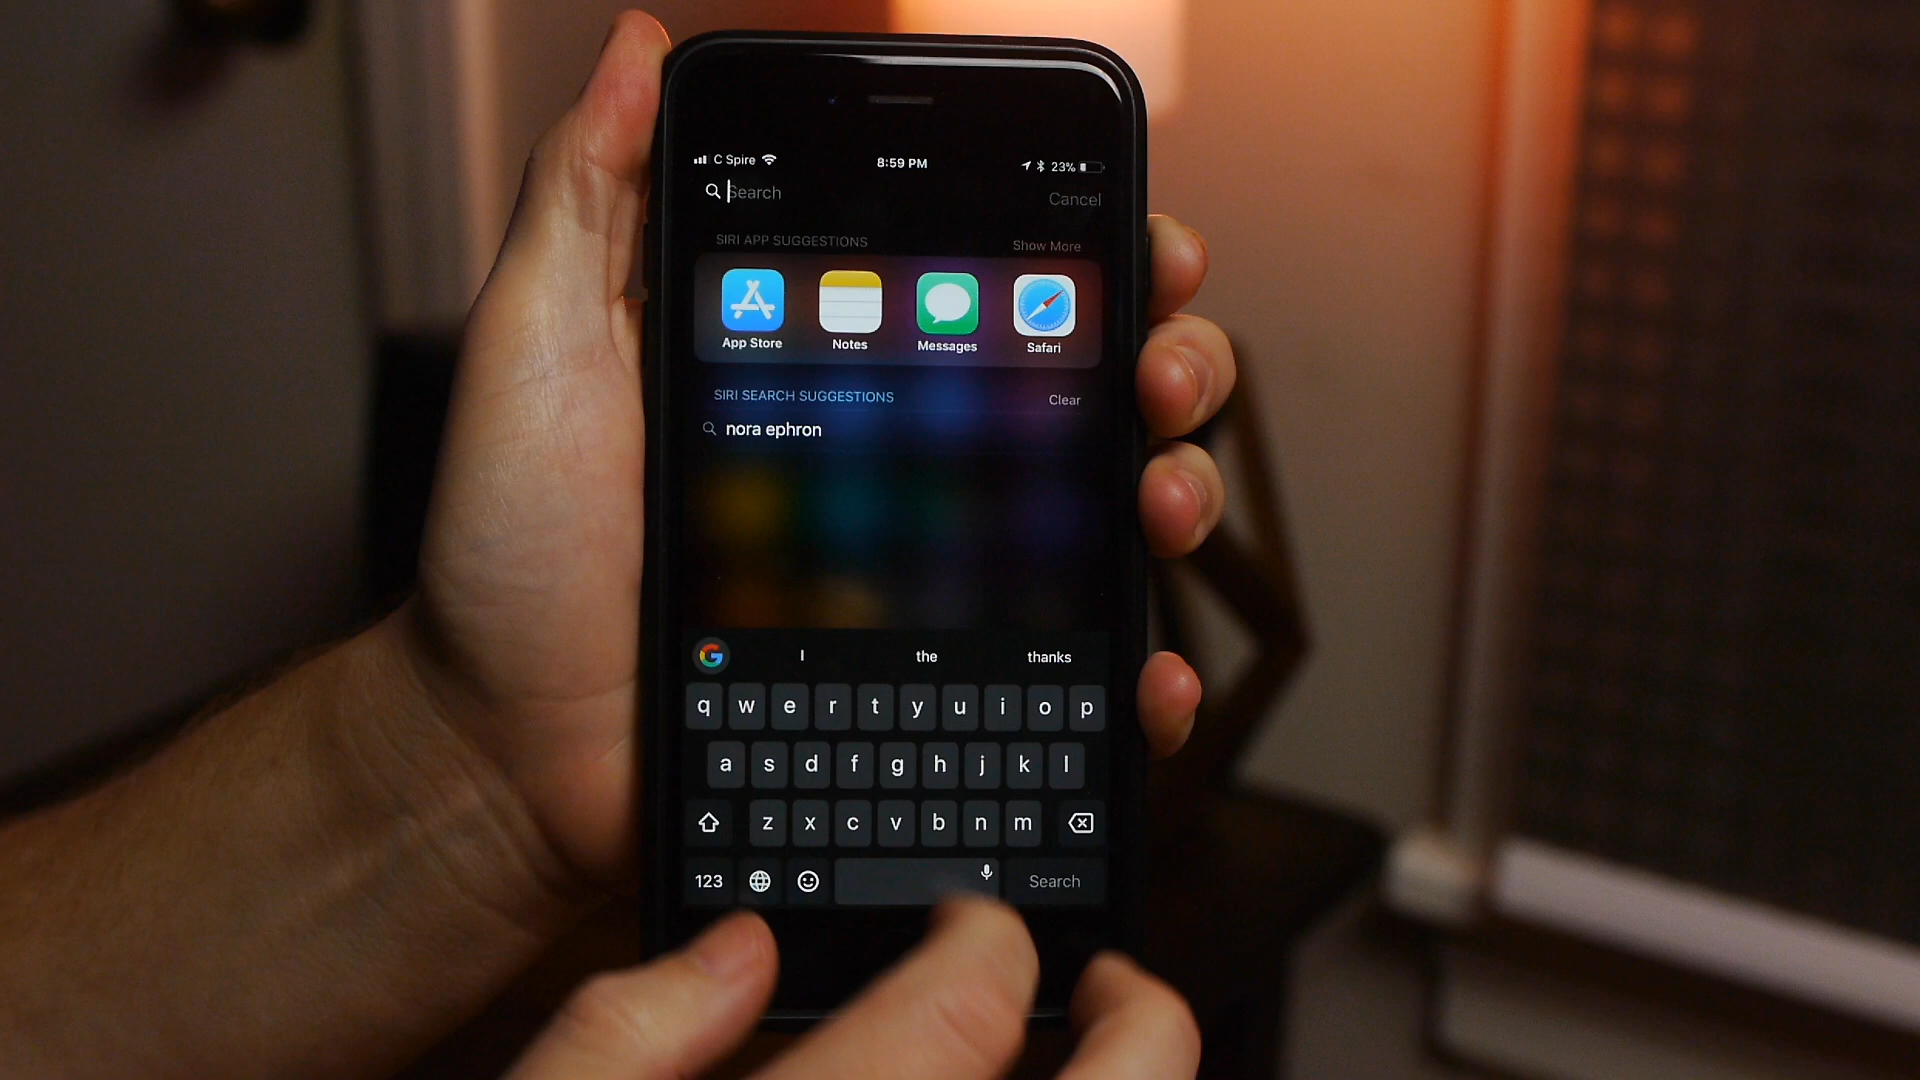 C Spire 8:59 PM 23%
Search Cancel
SIRI APP SUGGESTIONS Show More
App Store Notes Messages Safari
SIRI SEARCH SUGGESTIONS Clear
nora ephron
G I the thanks
q w e r t y u i o p
a s d f g h j k l
z x c v b n m
123 Search